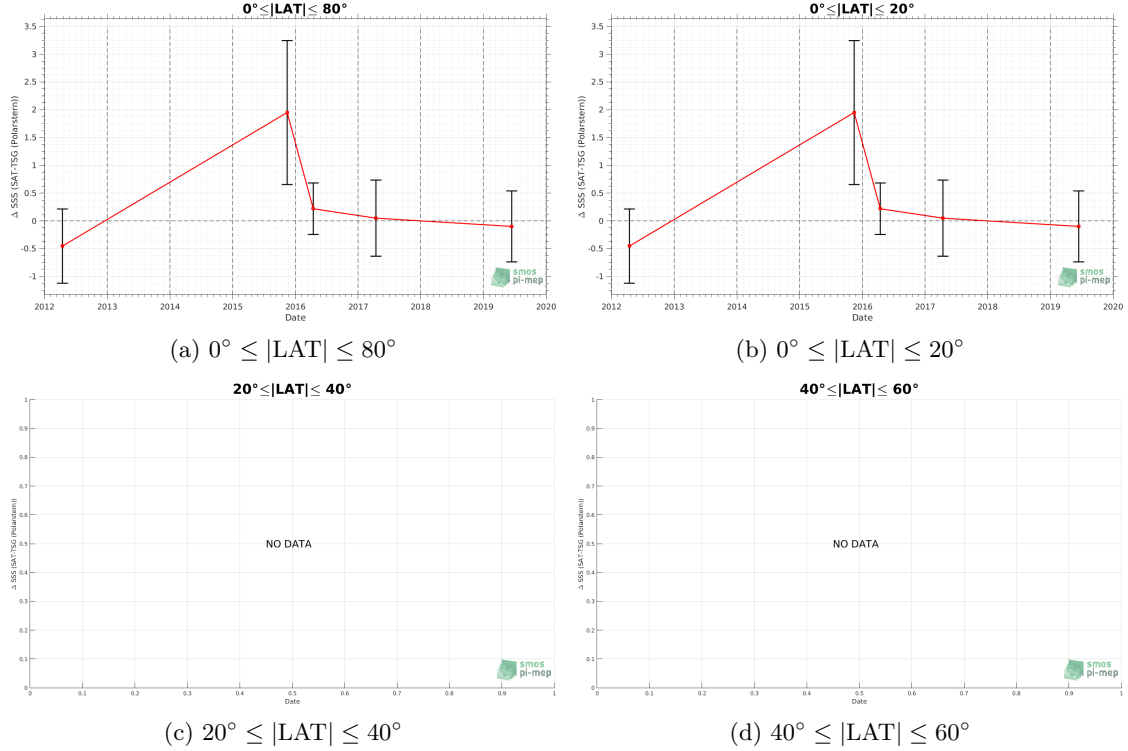 0°≤|LAT|≤ 80°
Δ SSS (SAT-TSG (Polarstern))
3.5
3
2.5
2
1.5
1
0.5
0
-0.5
-1
2012 2013 2014 2015 2016 2017 2018 2019 2020
Date
smos
pi-mep
(a) 0° ≤ |LAT| ≤ 80°
0°≤|LAT|≤ 20°
Δ SSS (SAT-TSG (Polarstern))
3.5
3
2.5
2
1.5
1
0.5
0
-0.5
-1
2012 2013 2014 2015 2016 2017 2018 2019 2020
Date
smos
pi-mep
(b) 0° ≤ |LAT| ≤ 20°
20°≤|LAT|≤ 40°
Δ SSS (SAT-TSG (Polarstern))
1
0.9
0.8
0.7
0.6
0.5
0.4
0.3
0.2
0.1
0
NO DATA
0 0.1 0.2 0.3 0.4 0.5 0.6 0.7 0.8 0.9 1
Date
smos
pi-mep
(c) 20° ≤ |LAT| ≤ 40°
40°≤|LAT|≤ 60°
Δ SSS (SAT-TSG (Polarstern))
1
0.9
0.8
0.7
0.6
0.5
0.4
0.3
0.2
0.1
0
NO DATA
0 0.1 0.2 0.3 0.4 0.5 0.6 0.7 0.8 0.9 1
Date
smos
pi-mep
(d) 40° ≤ |LAT| ≤ 60°